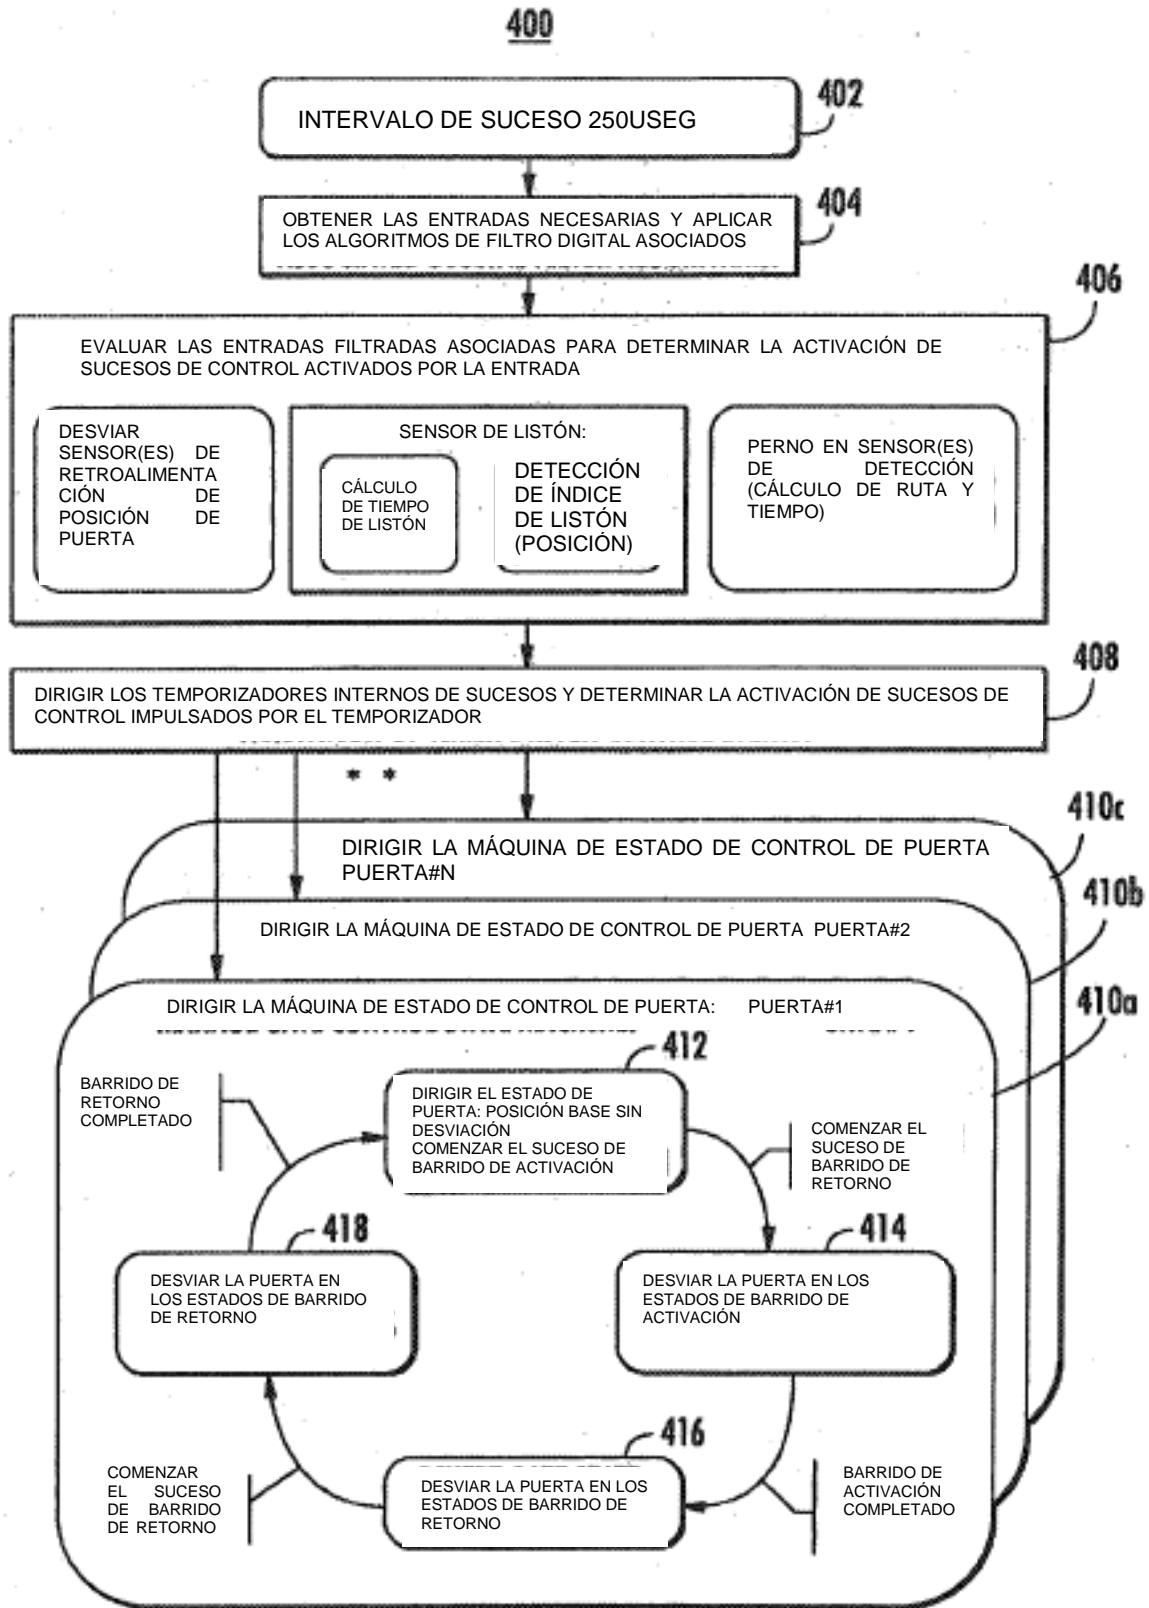 400
402
INTERVALO DE SUCESO 250USEG
404
OBTENER LAS ENTRADAS NECESARIAS Y APLICAR
LOS ALGORITMOS DE FILTRO DIGITAL ASOCIADOS
406
EVALUAR LAS ENTRADAS FILTRADAS ASOCIADAS PARA DETERMINAR LA ACTIVACIÓN DE
SUCESOS DE CONTROL ACTIVADOS POR LA ENTRADA
DESVIAR
SENSOR(ES) DE
RETROALIMENTA
CIÓN DE
POSICIÓN DE
PUERTA
SENSOR DE LISTÓN:
CÁLCULO
DE TIEMPO
DE LISTÓN
DETECCIÓN
DE ÍNDICE
DE LISTÓN
(POSICIÓN)
PERNO EN SENSOR(ES)
DE DETECCIÓN
(CÁLCULO DE RUTA Y
TIEMPO)
408
DIRIGIR LOS TEMPORIZADORES INTERNOS DE SUCESOS Y DETERMINAR LA ACTIVACIÓN DE SUCESOS DE
CONTROL IMPULSADOS POR EL TEMPORIZADOR
* *
410c
DIRIGIR LA MÁQUINA DE ESTADO DE CONTROL DE PUERTA
PUERTA#N
410b
DIRIGIR LA MÁQUINA DE ESTADO DE CONTROL DE PUERTA PUERTA#2
410a
DIRIGIR LA MÁQUINA DE ESTADO DE CONTROL DE PUERTA: PUERTA#1
412
BARRIDO DE
RETORNO
COMPLETADO
DIRIGIR EL ESTADO DE
PUERTA: POSICIÓN BASE SIN
DESVIACIÓN
COMENZAR EL SUCESO DE
BARRIDO DE ACTIVACIÓN
COMENZAR EL
SUCESO DE
BARRIDO DE
RETORNO
418
DESVIAR LA PUERTA EN
LOS ESTADOS DE BARRIDO
DE RETORNO
414
DESVIAR LA PUERTA EN LOS
ESTADOS DE BARRIDO DE
ACTIVACIÓN
416
COMENZAR
EL SUCESO
DE BARRIDO
DE RETORNO
DESVIAR LA PUERTA EN LOS
ESTADOS DE BARRIDO DE
RETORNO
BARRIDO DE
ACTIVACIÓN
COMPLETADO